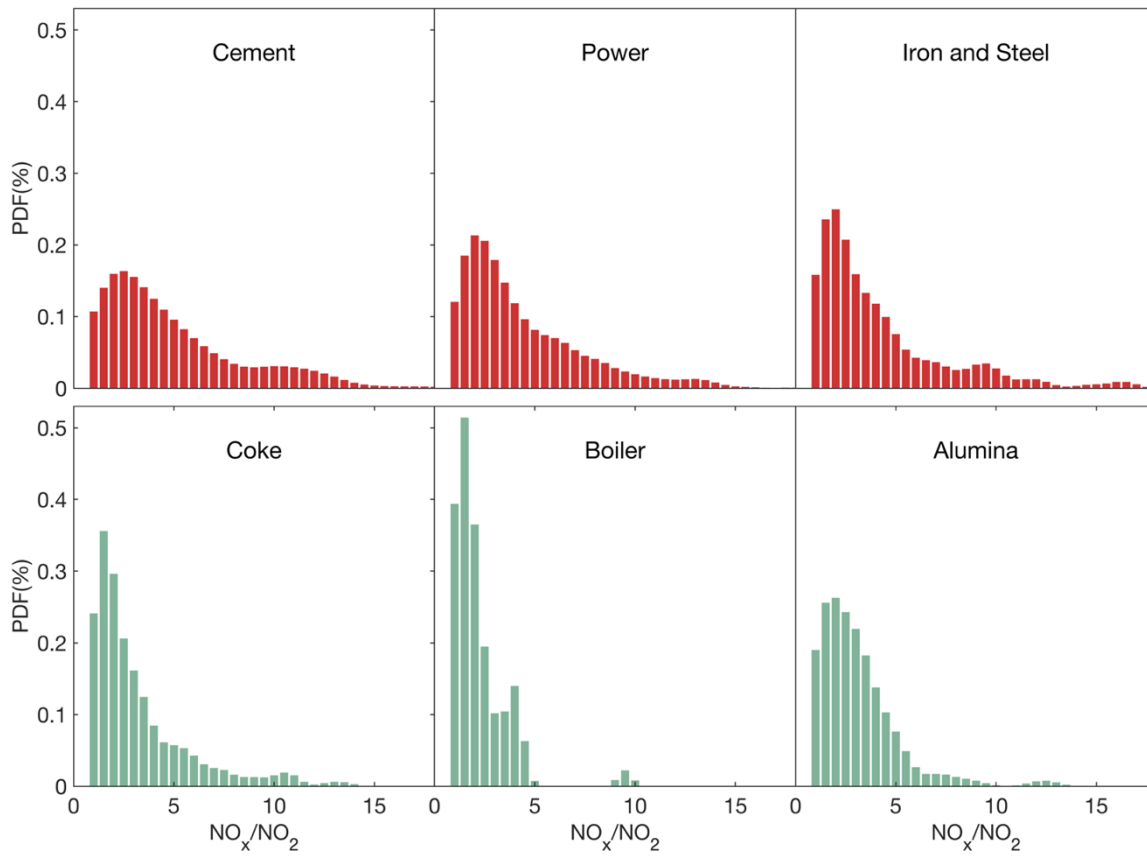 Cement
Power
Iron and Steel
PDF(%)
0.5
0.4
0.3
0.2
0.1
0
Coke
Boiler
Alumina
PDF(%)
0.5
0.4
0.3
0.2
0.1
0
0 5 10 15
0 5 10 15
0 5 10 15
NOx/NO2
NOx/NO2
NOx/NO2